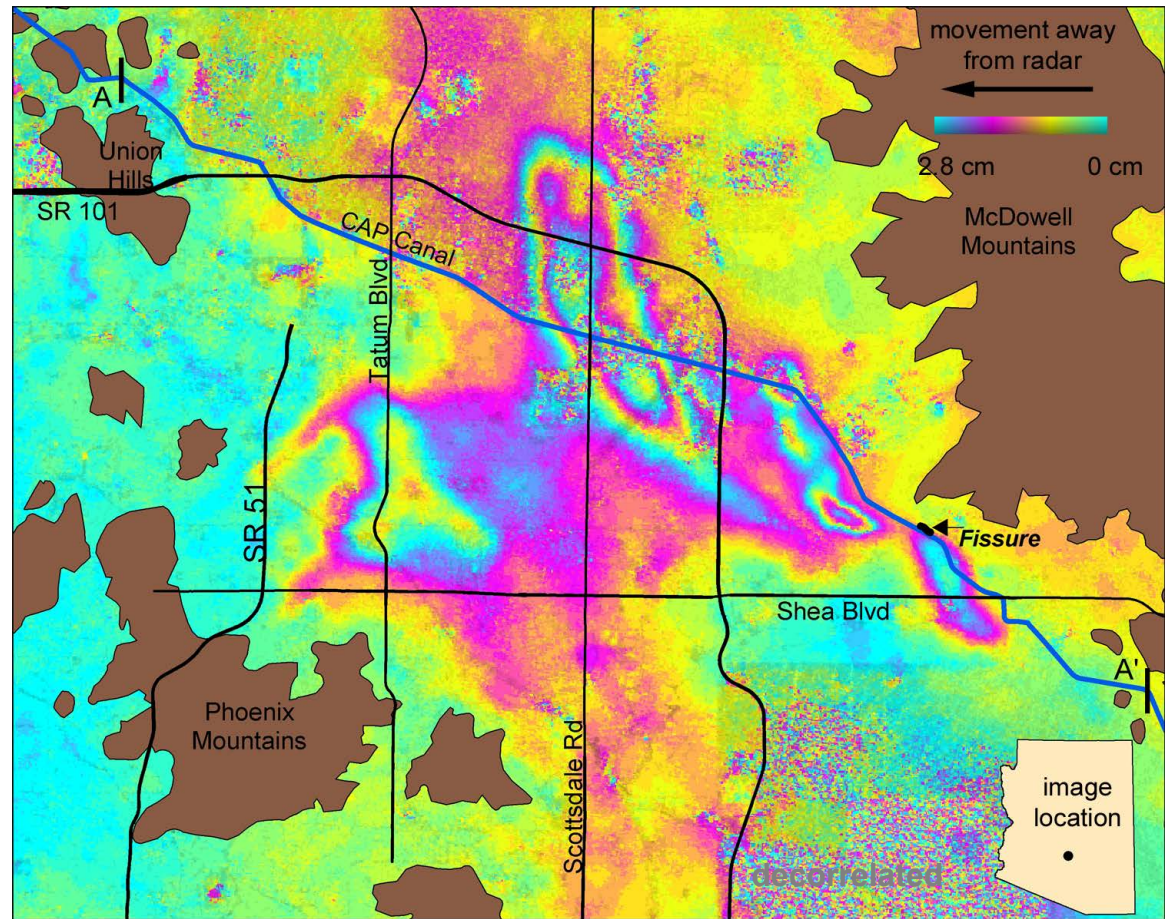 movement away
from radar
2.8 cm
0 cm
A
Union
Hills
SR 101
CAP Canal
McDowell
Mountains
Tatum Blvd
SR 51
Fissure
Shea Blvd
A'
Phoenix
Mountains
Scottsdale Rd
image
location
decorrelated